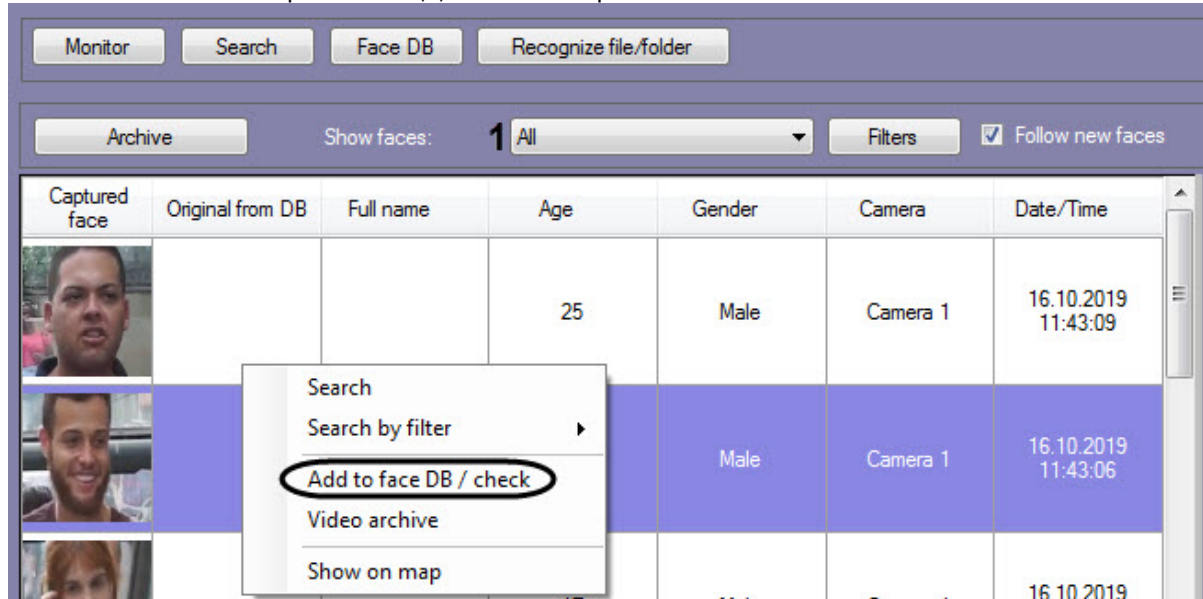 Monitor Search Face DB Recognize file/folder
Archive Show faces: 1 All Filters Follow new faces
Captured face Original from DB Full name Age Gender Camera Date/Time
25 Male Camera 1 16.10.2019
11:43:09
Search
Search by filter
Male Camera 1 16.10.2019
11:43:06
Add to face DB / check
Video archive
Show on map
16.10.2019